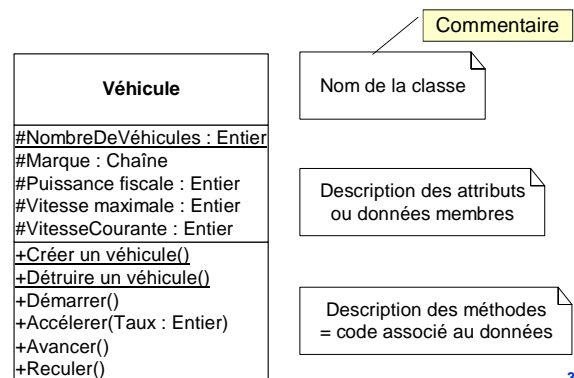 Commentaire
Véhicule
Nom de la classe
#NombreDeVéhicules : Entier
#Marque : Chaîne
#Puissance fiscale : Entier
#Vitesse maximale : Entier
#VitesseCourante : Entier
Description des attributs
ou données membres
+Créer un véhicule()
+Détruire un véhicule()
+Démarrer()
+Accélerer(Taux : Entier)
+Avancer()
+Reculer()
Description des méthodes
= code associé au données
3